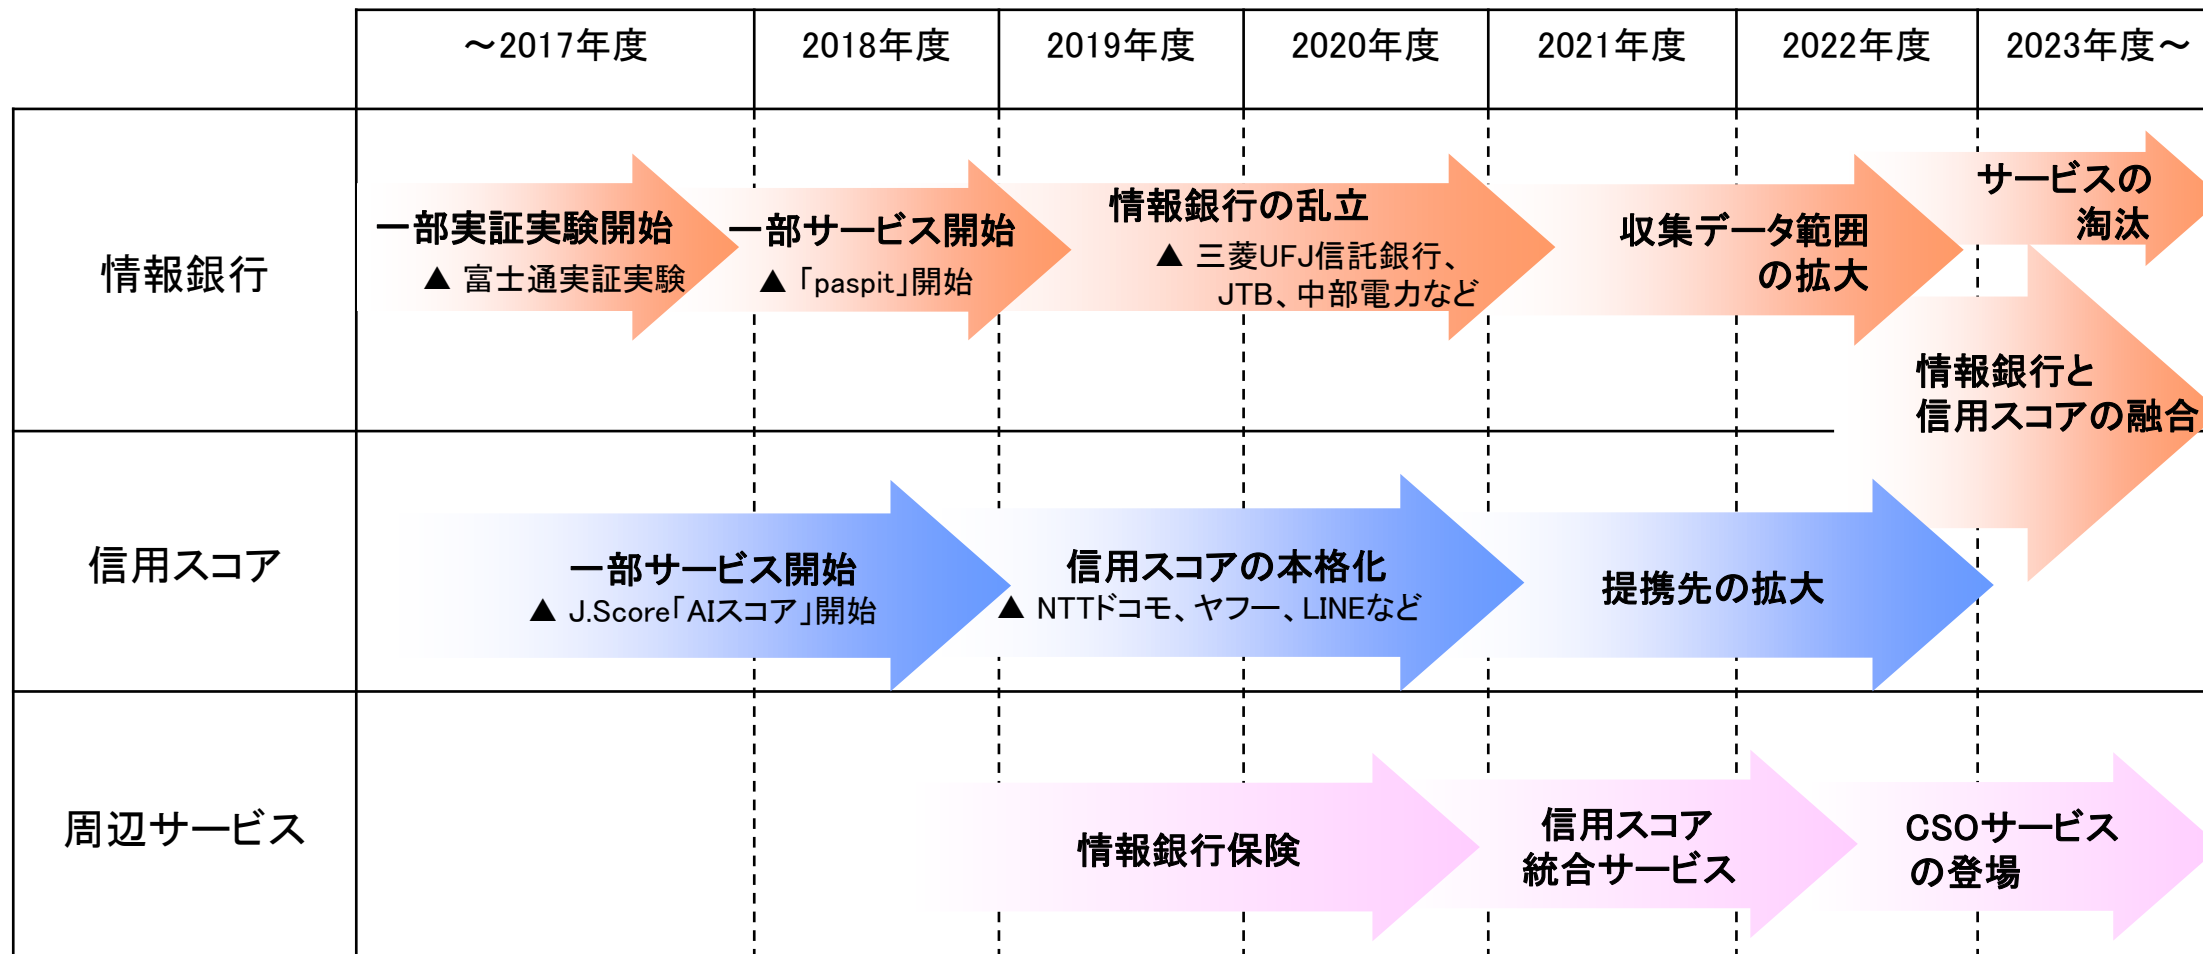 ～2017年度
2018年度
2019年度
2020年度
2021年度
2022年度
2023年度～
情報銀行
一部実証実験開始
▲ 富士通実証実験
一部サービス開始
▲「paspit」開始
情報銀行の乱立
▲ 三菱UFJ信託銀行、
JTB、中部電力など
収集データ範囲
の拡大
サービスの
淘汰
情報銀行と
信用スコアの融合
信用スコア
一部サービス開始
▲ J.Score「AIスコア」開始
信用スコアの本格化
▲ NTTドコモ、ヤフー、LINEなど
提携先の拡大
周辺サービス
情報銀行保険
信用スコア
統合サービス
CSOサービス
の登場